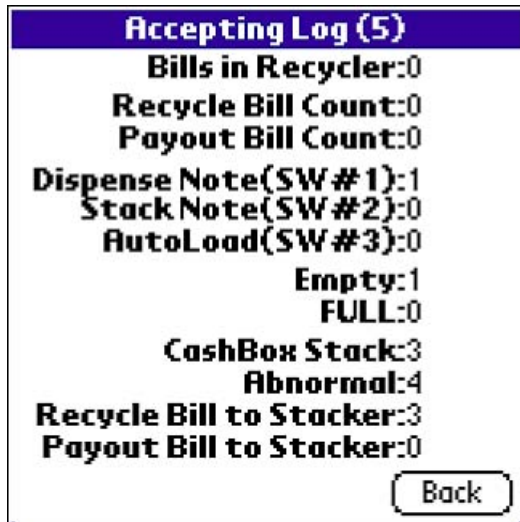 Accepting Log (5)
Bills in Recycler:0
Recycle Bill Count:0
Payout Bill Count:0
Dispense Note(SW#1):1
Stack Note(SW#2):0
AutoLoad(SW#3):0
Empty:1
FULL:0
CashBox Stack:3
Abnormal:4
Recycle Bill to Stacker:3
Payout Bill to Stacker:0
Back